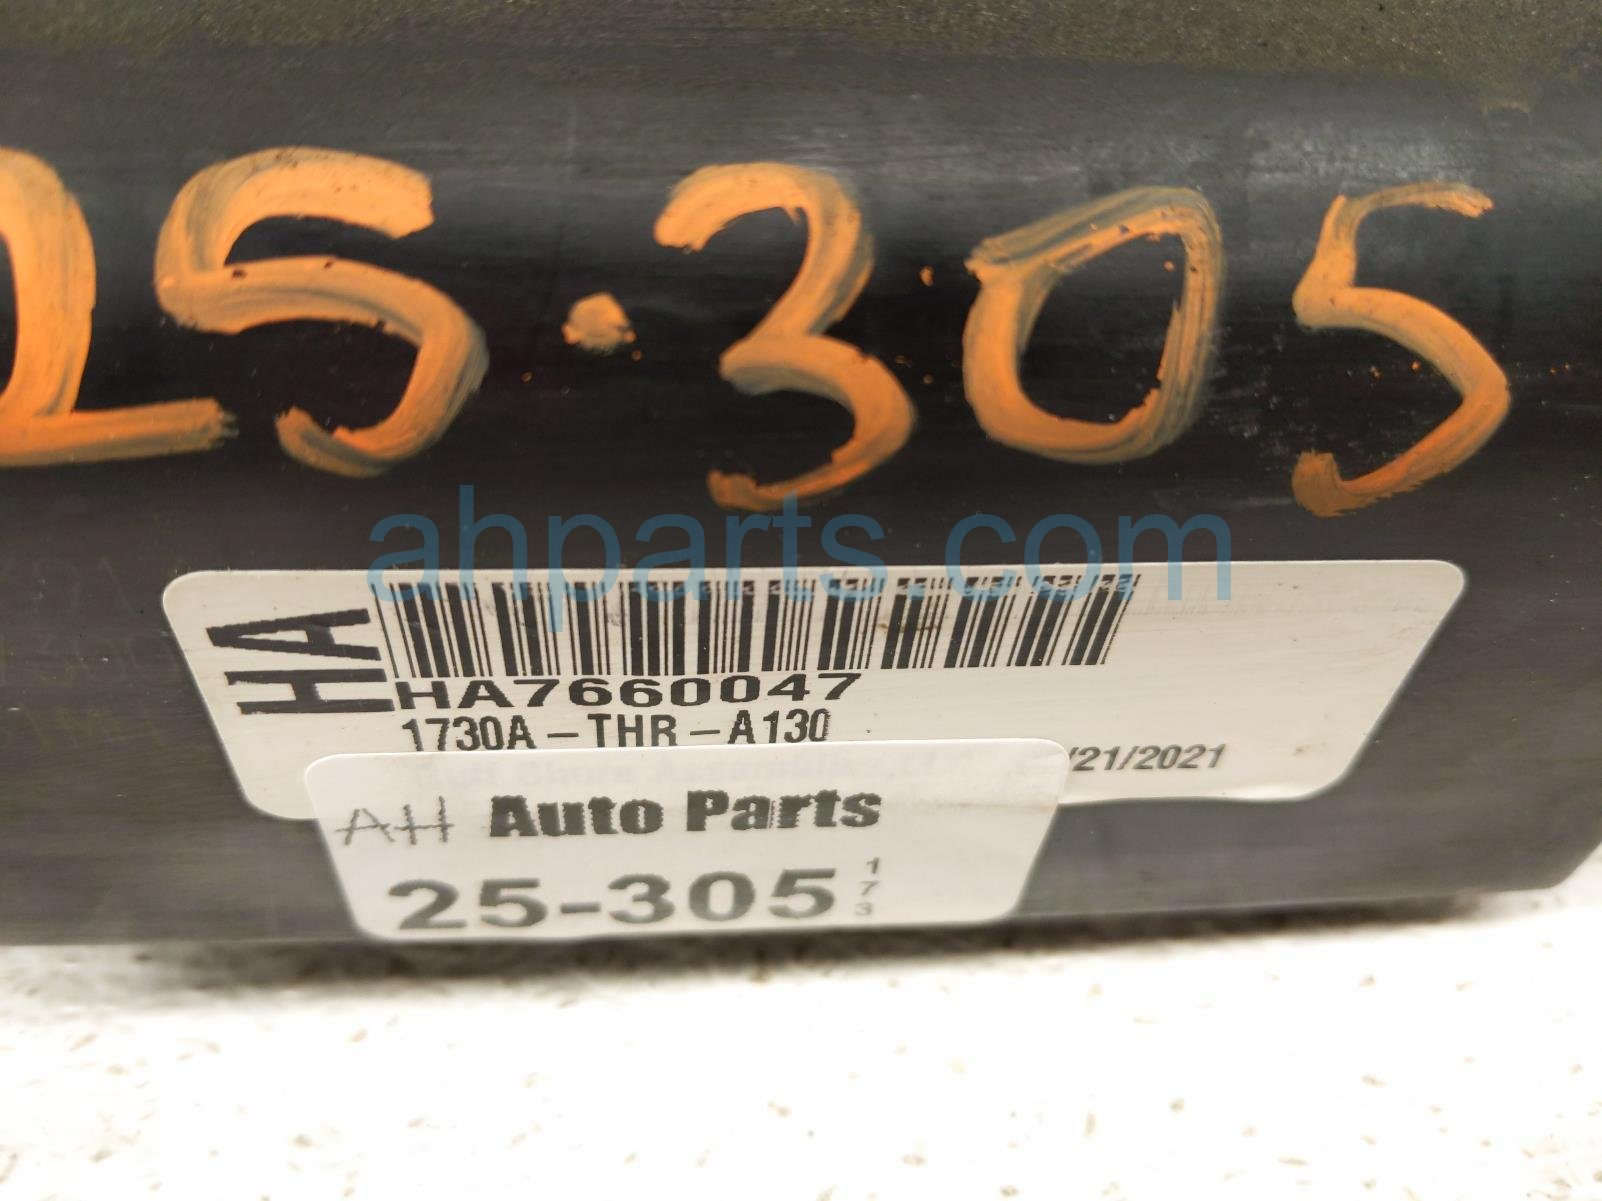 25.305
ahparts.com
HA
HA7660047
1730A-THR-A130
/21/2021
AH Auto Parts
25-305
173